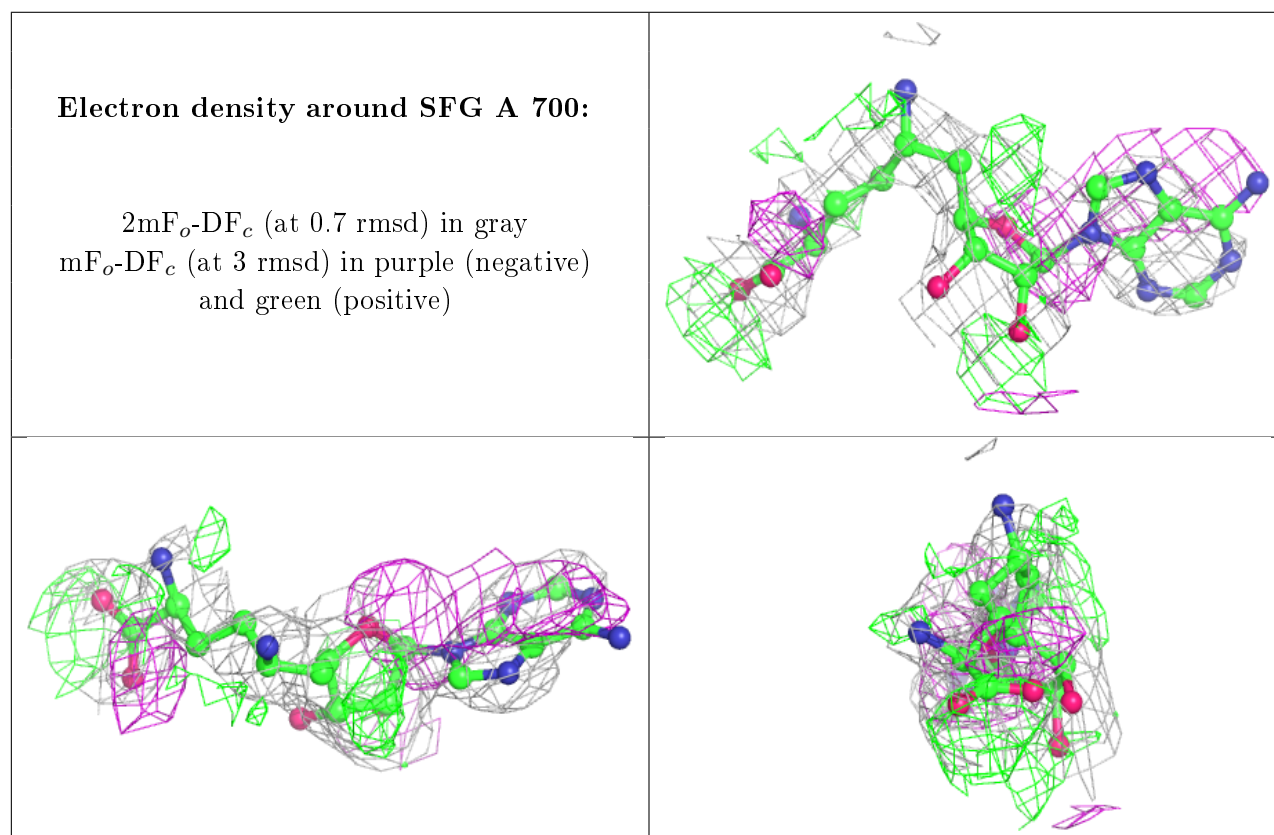 Electron density around SFG A 700:
2mFₒ-DF𝒸 (at 0.7 rmsd) in gray
mFₒ-DF𝒸 (at 3 rmsd) in purple (negative)
and green (positive)